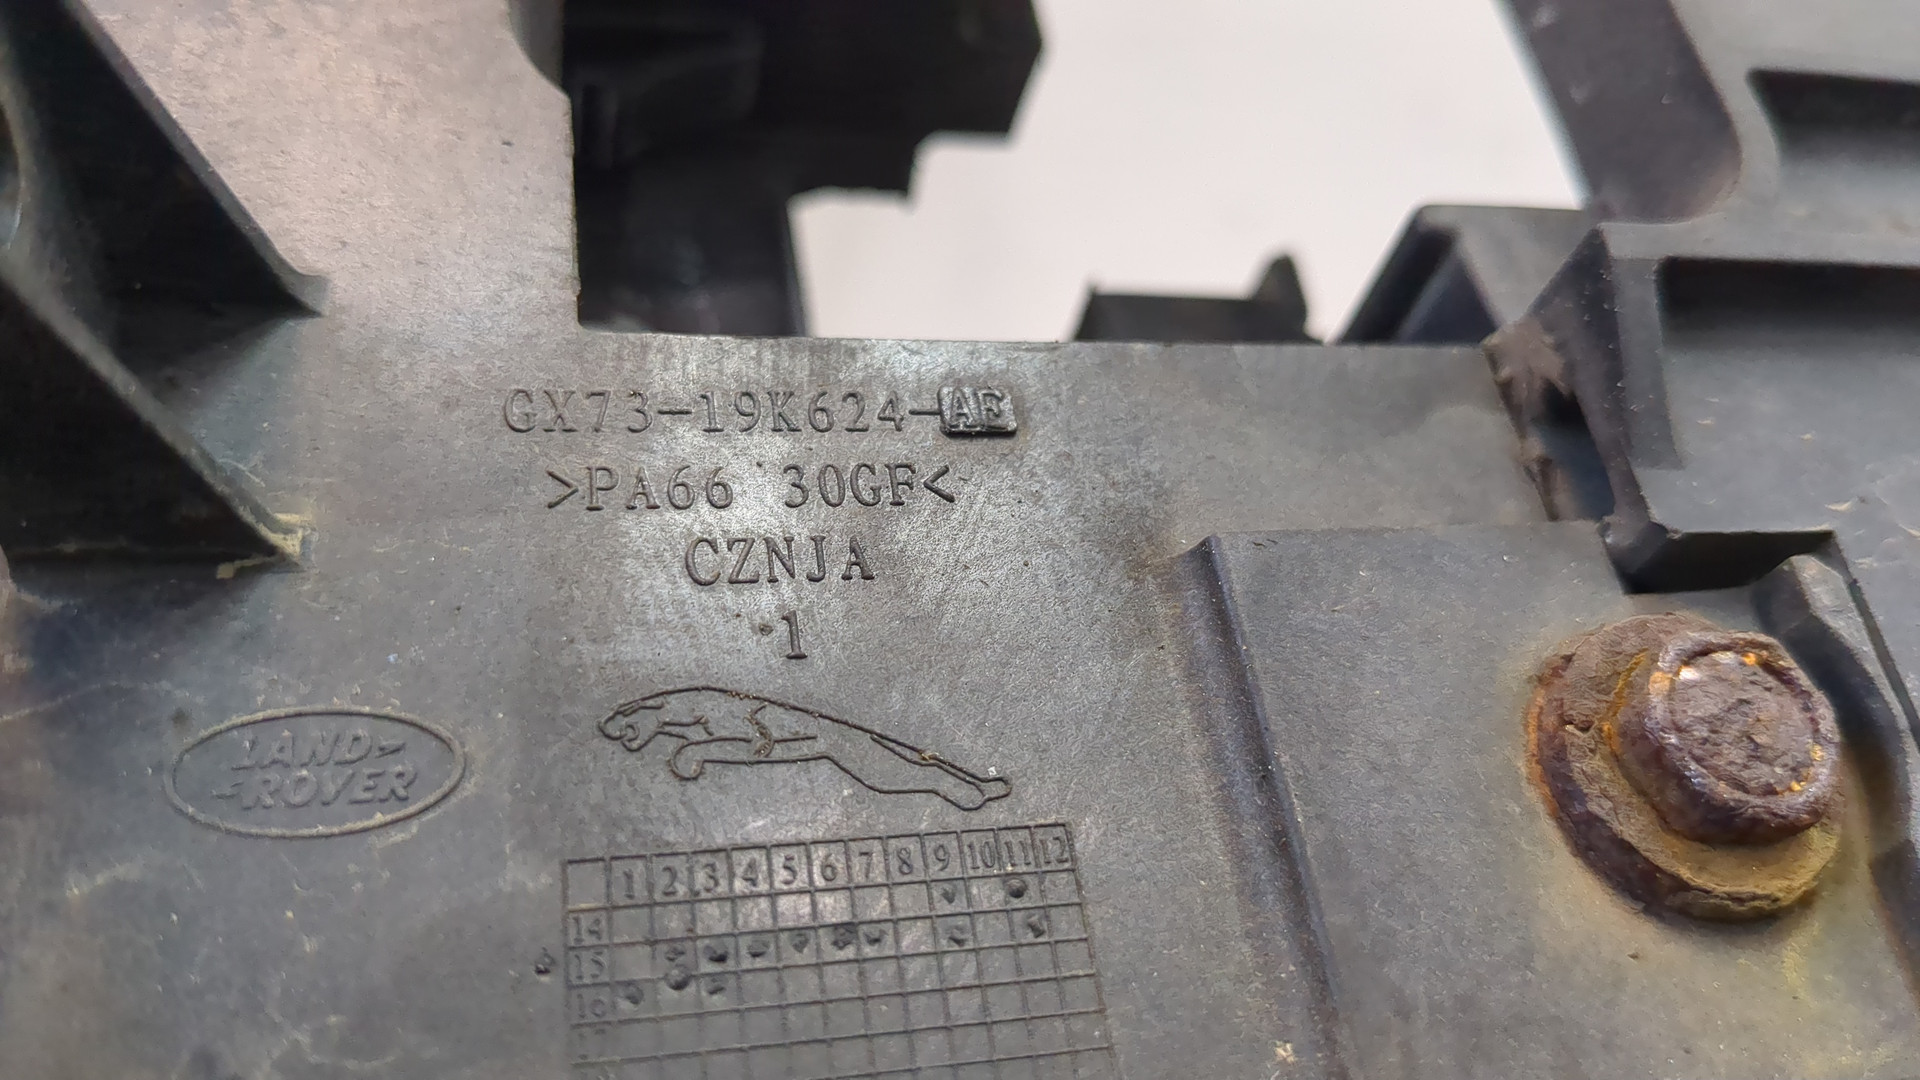 GX73-19K624-AE
>PA66 30GF<
CZNJA
1
LAND-
-ROVER
1 2 3 4 5 6 7 8 9 10 11 12
14
15
16